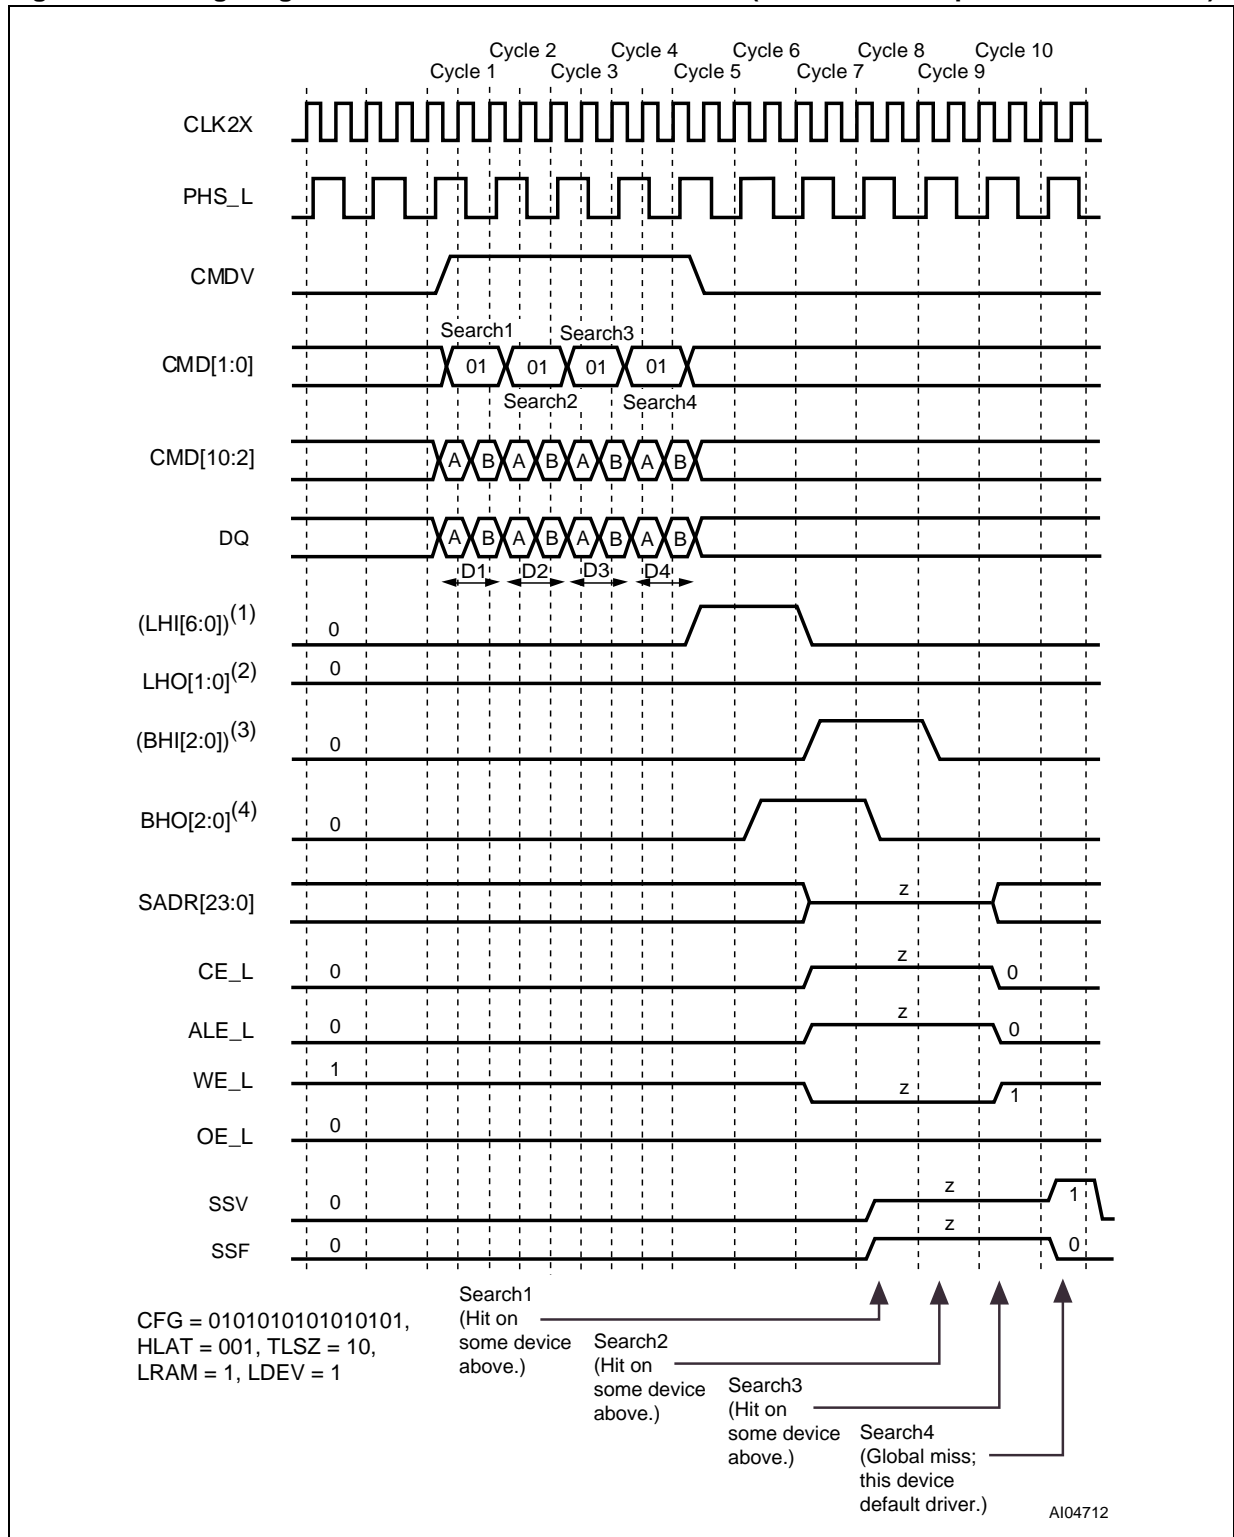 Cycle 2 Cycle 4 Cycle 6 Cycle 8 Cycle 10
Cycle 1 Cycle 3 Cycle 5 Cycle 7 Cycle 9
CLK2X
PHS_L
CMDV
Search1 Search3
CMD[1:0] 01 01 01 01
Search2 Search4
CMD[10:2] A B A B A B A B
DQ A B A B A B A B
D1 D2 D3 D4
(LHI[6:0])(1) 0
LHO[1:0](2) 0
(BHI[2:0])(3) 0
BHO[2:0](4) 0
SADR[23:0] z
CE_L 0 z 0
ALE_L 0 z 0
WE_L 1 z 1
OE_L 0
SSV 0 z 1
SSF 0 z 0
CFG = 0101010101010101,
HLAT = 001, TLSZ = 10,
LRAM = 1, LDEV = 1
Search1
(Hit on
some device
above.)
Search2
(Hit on
some device
above.)
Search3
(Hit on
some device
above.)
Search4
(Global miss;
this device
default driver.)
AI04712